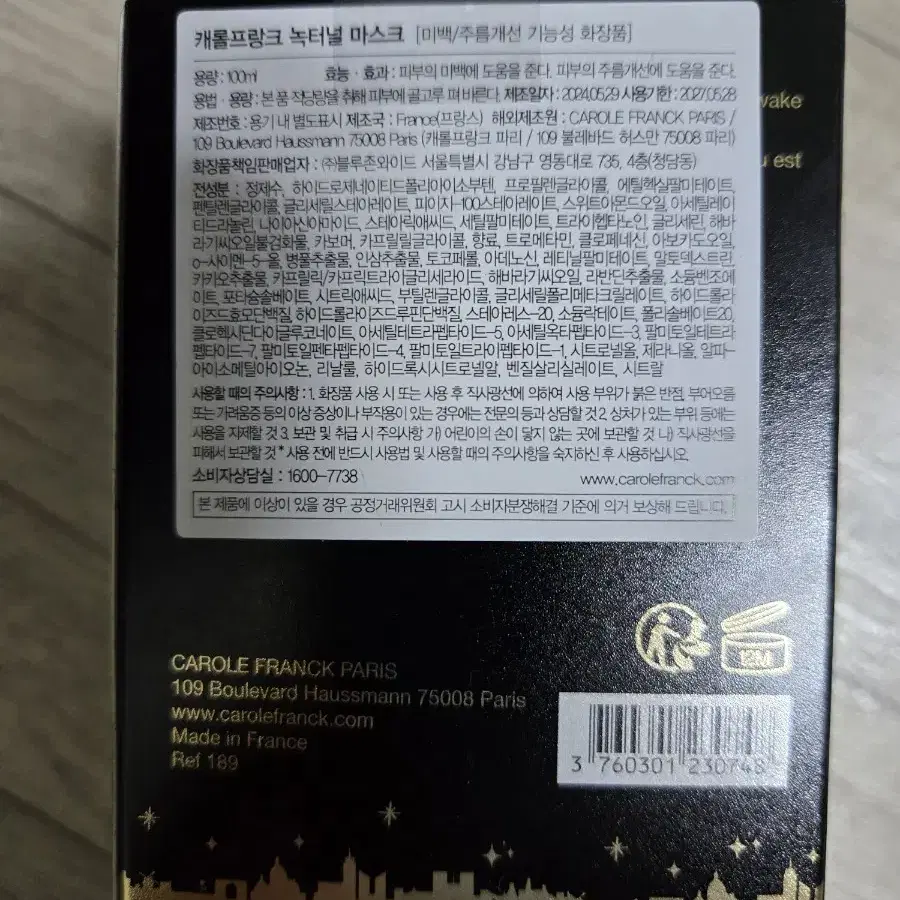 캐롤프랑크 녹터널 마스크 [미백/주름개선 기능성 화장품]
용량 : 100ml 효능 · 효과 : 피부의 미백에 도움을 준다. 피부의 주름개선에 도움을 준다.
용법 · 용량 : 본 품 적당량을 취해 피부에 골고루 펴 바른다. 제조일자 : 2024.05.29 사용기한 : 2027.05.28
wake
제조번호 : 용기 내 별도표시 제조국 : France(프랑스) 해외제조원 : CAROLE FRANCK PARIS /
109 Boulevard Haussmann 75008 Paris (캐롤프랑크 파리 / 109 불레바드 허스만 75008 파리)
화장품책임판매업자 : ㈜블루존와이드 서울특별시 강남구 영동대로 735, 4층(청담동)
u est
전성분 : 정제수, 하이드로제네이티드폴리아이소부텐, 프로필렌글라이콜, 에틸헥실팔미테이트,
펜틸렌글라이콜, 글리세릴스테아레이트, 피이지-100스테아레이트, 스위트아몬드오일, 아세틸레이
티드라놀린, 나이아신아마이드, 스테아릭애씨드, 세틸팔미테이트, 트라이헵타노인, 글리세린, 해바
라기씨오일불검화물, 카보머, 카프릴릴글라이콜, 향료, 트로메타민, 클로페네신, 아보카도오일,
o-사이멘-5-올, 병풀추출물, 인삼추출물, 토코페롤, 아데노신, 레티닐팔미테이트, 말토덱스트린,
카카오추출물, 카프릴릭/카프릭트라이글리세라이드, 해바라기씨오일, 라반딘추출물, 소듐벤조에
이트, 포타슘솔베이트, 시트릭애씨드, 부틸렌글라이콜, 글리세릴폴리메타크릴레이트, 하이드롤라
이즈드효모단백질, 하이드롤라이즈드루핀단백질, 스테아레스-20, 소듐락테이트, 폴리솔베이트20,
클로헥시딘다이글루코네이트, 아세틸테트라펩타이드-5, 아세틸옥타펩타이드-3, 팔미토일테트라
펩타이드-7, 팔미토일펜타펩타이드-4, 팔미토일트라이펩타이드-1, 시트로넬올, 제라니올, 알파-
아이소메틸아이오논, 리날룰, 하이드록시시트로넬알, 벤질살리실레이트, 시트랄
사용할 때의 주의사항 : 1. 화장품 사용 시 또는 사용 후 직사광선에 의하여 사용 부위가 붉은 반점, 부어오름
또는 가려움증 등의 이상 증상이나 부작용이 있는 경우에는 전문의 등과 상담할 것 2. 상처가 있는 부위 등에는
사용을 자제할 것 3. 보관 및 취급 시 주의사항 가) 어린이의 손이 닿지 않는 곳에 보관할 것 나) 직사광선을
피해서 보관할 것 * 사용 전에 반드시 사용법 및 사용할 때의 주의사항을 숙지하신 후 사용하십시오.
소비자상담실 : 1600-7738 www.carolefranck.com
본 제품에 이상이 있을 경우 공정거래위원회 고시 소비자분쟁해결 기준에 의거 보상해 드립니다.
12M
CAROLE FRANCK PARIS
109 Boulevard Haussmann 75008 Paris
www.carolefranck.com
Made in France
Ref 189
3 760301 230748